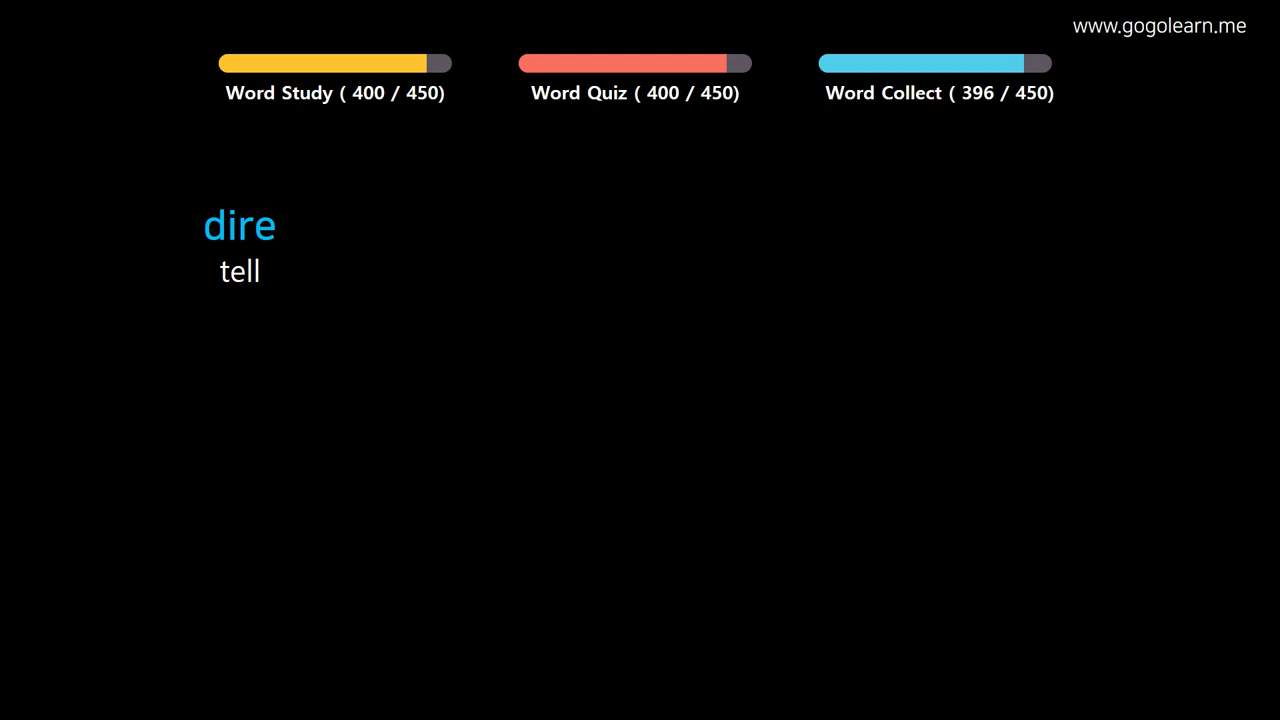 www.gogolearn.me
Word Study ( 400 / 450)
Word Quiz ( 400 / 450)
Word Collect ( 396 / 450)
dire
tell